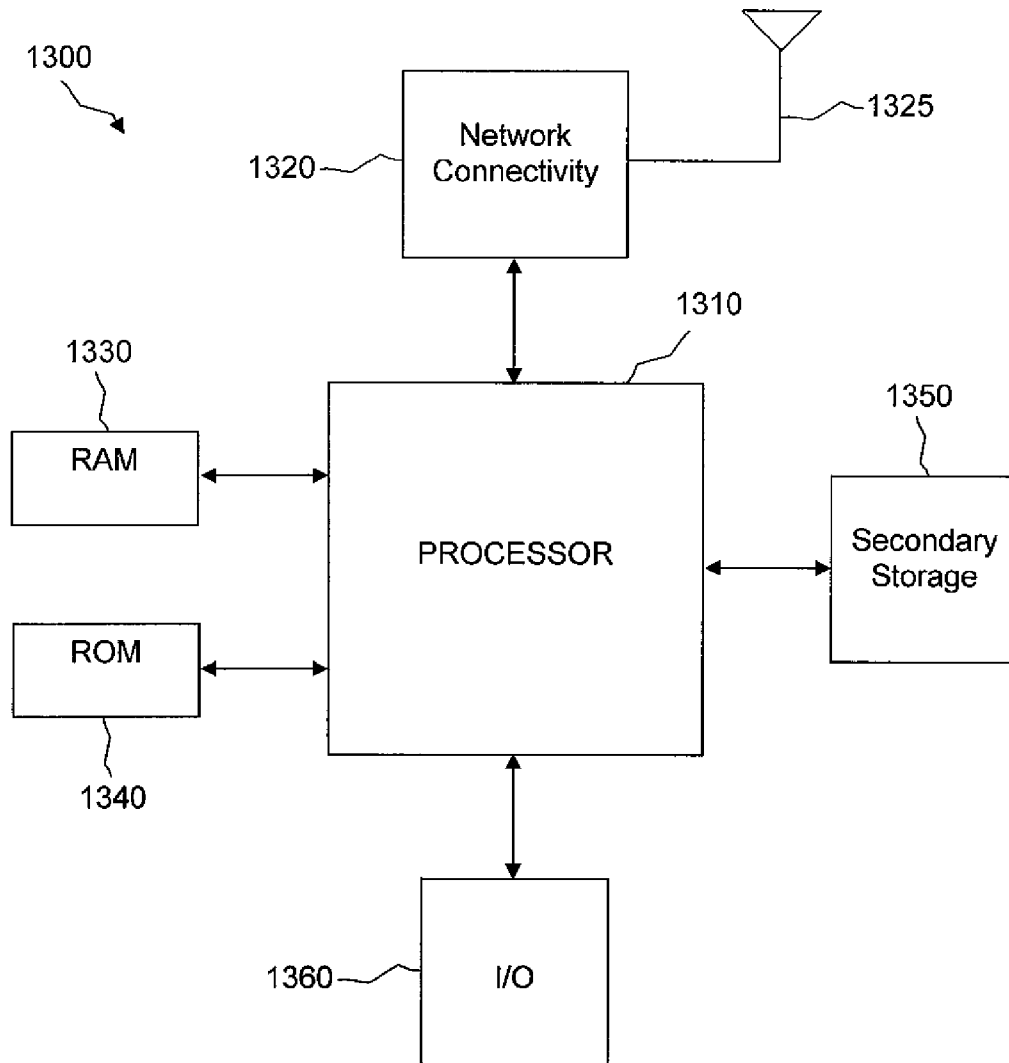 1300
Network
Connectivity
1320
1325
1310
1330
RAM
1350
PROCESSOR
Secondary
Storage
ROM
1340
1360
I/O